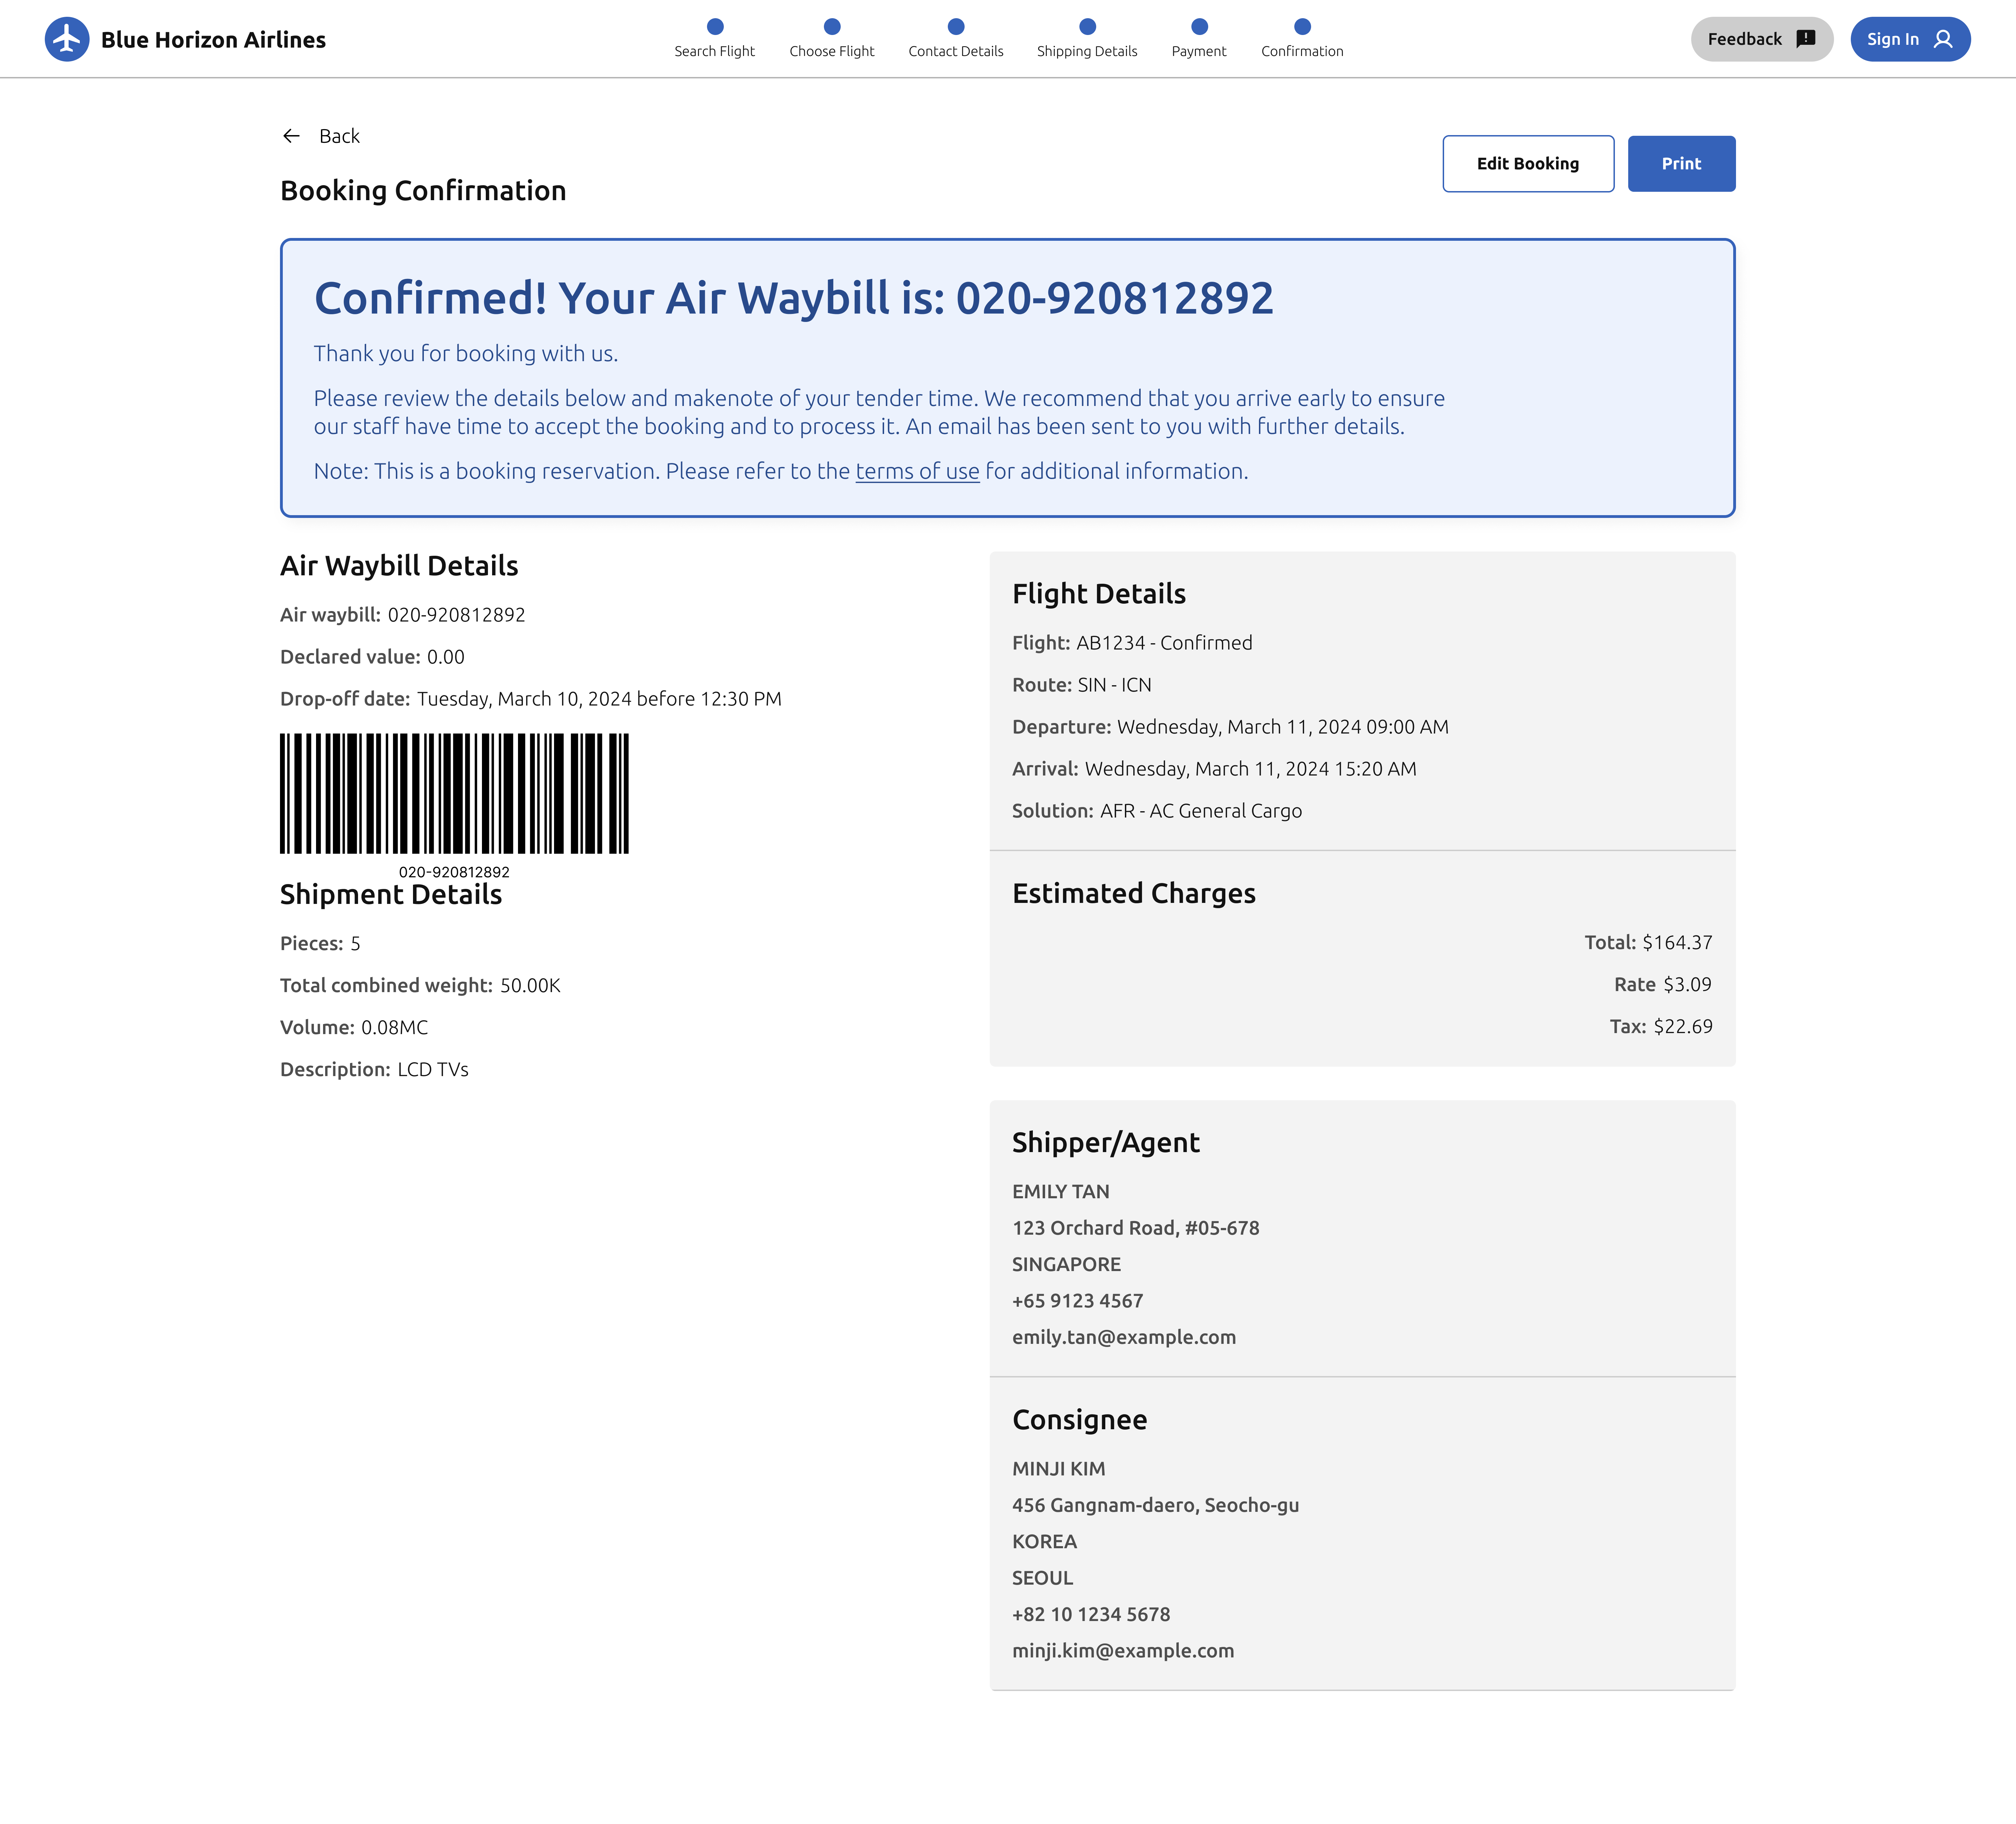 Blue Horizon Airlines
Search Flight
Choose Flight
Contact Details
Shipping Details
Payment
Confirmation
Feedback
Sign In
Back
Booking Confirmation
Edit Booking
Print
Confirmed! Your Air Waybill is: 020-920812892
Thank you for booking with us.
Please review the details below and makenote of your tender time. We recommend that you arrive early to ensure
our staff have time to accept the booking and to process it. An email has been sent to you with further details.
Note: This is a booking reservation. Please refer to the terms of use for additional information.
Air Waybill Details
Air waybill: 020-920812892
Declared value: 0.00
Drop-off date: Tuesday, March 10, 2024 before 12:30 PM
020-920812892
Shipment Details
Pieces: 5
Total combined weight: 50.00K
Volume: 0.08MC
Description: LCD TVs
Flight Details
Flight: AB1234 - Confirmed
Route: SIN - ICN
Departure: Wednesday, March 11, 2024 09:00 AM
Arrival: Wednesday, March 11, 2024 15:20 AM
Solution: AFR - AC General Cargo
Estimated Charges
Total: $164.37
Rate $3.09
Tax: $22.69
Shipper/Agent
EMILY TAN
123 Orchard Road, #05-678
SINGAPORE
+65 9123 4567
emily.tan@example.com
Consignee
MINJI KIM
456 Gangnam-daero, Seocho-gu
KOREA
SEOUL
+82 10 1234 5678
minji.kim@example.com